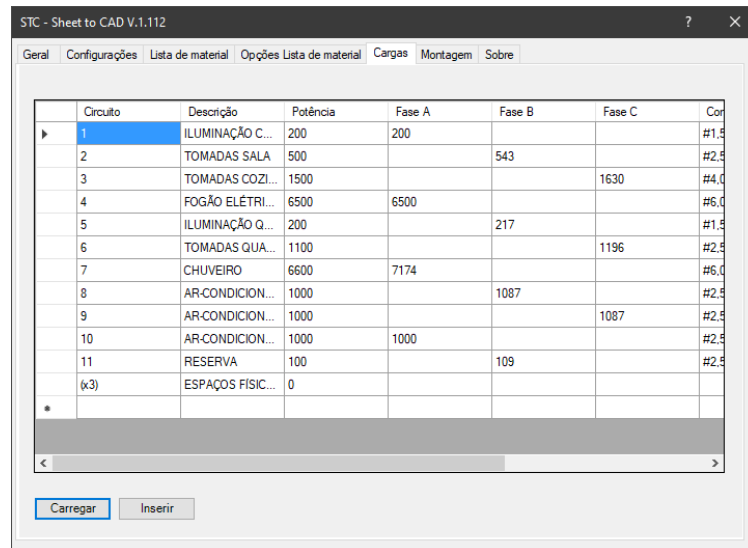 STC - Sheet to CAD V.1.112 ? ×
Geral Configurações Lista de material Opções Lista de material Cargas Montagem Sobre
Circuito Descrição Potência Fase A Fase B Fase C Cor
1 ILUMINAÇÃO C... 200 200 #1,5
2 TOMADAS SALA 500 543 #2,5
3 TOMADAS COZI... 1500 1630 #4,0
4 FOGÃO ELÉTRI... 6500 6500 #6,0
5 ILUMINAÇÃO Q... 200 217 #1,5
6 TOMADAS QUA... 1100 1196 #2,5
7 CHUVEIRO 6600 7174 #6,0
8 AR-CONDICION... 1000 1087 #2,5
9 AR-CONDICION... 1000 1087 #2,5
10 AR-CONDICION... 1000 1000 #2,5
11 RESERVA 100 109 #2,5
(x3) ESPAÇOS FÍSIC... 0
Carregar Inserir